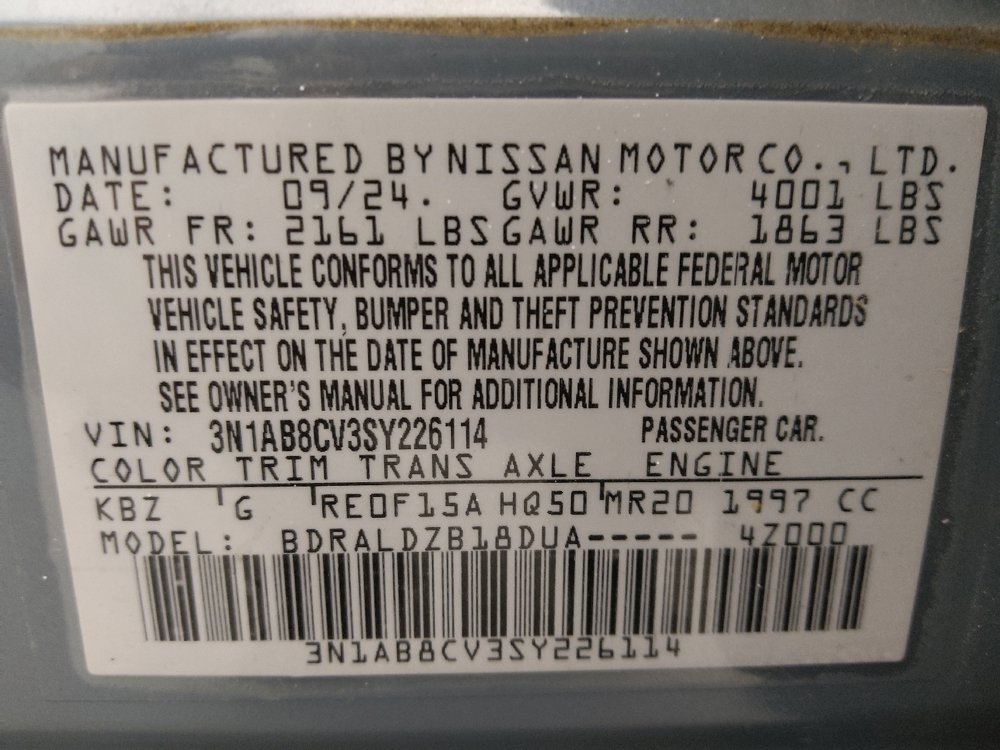 MANUFACTURED BY NISSAN MOTOR CO., LTD.
DATE: 09/24. GVWR: 4001 LBS
GAWR FR: 2161 LBS GAWR RR: 1863 LBS
THIS VEHICLE CONFORMS TO ALL APPLICABLE FEDERAL MOTOR
VEHICLE SAFETY, BUMPER AND THEFT PREVENTION STANDARDS
IN EFFECT ON THE DATE OF MANUFACTURE SHOWN ABOVE.
SEE OWNER'S MANUAL FOR ADDITIONAL INFORMATION.
VIN: 3N1AB8CV3SY226114 PASSENGER CAR.
COLOR TRIM TRANS AXLE ENGINE
KBZ G RE0F15A HQ50 MR20 1997 CC
MODEL: BDRALDZB18DUA----- 4Z000
3N1AB8CV3SY226114